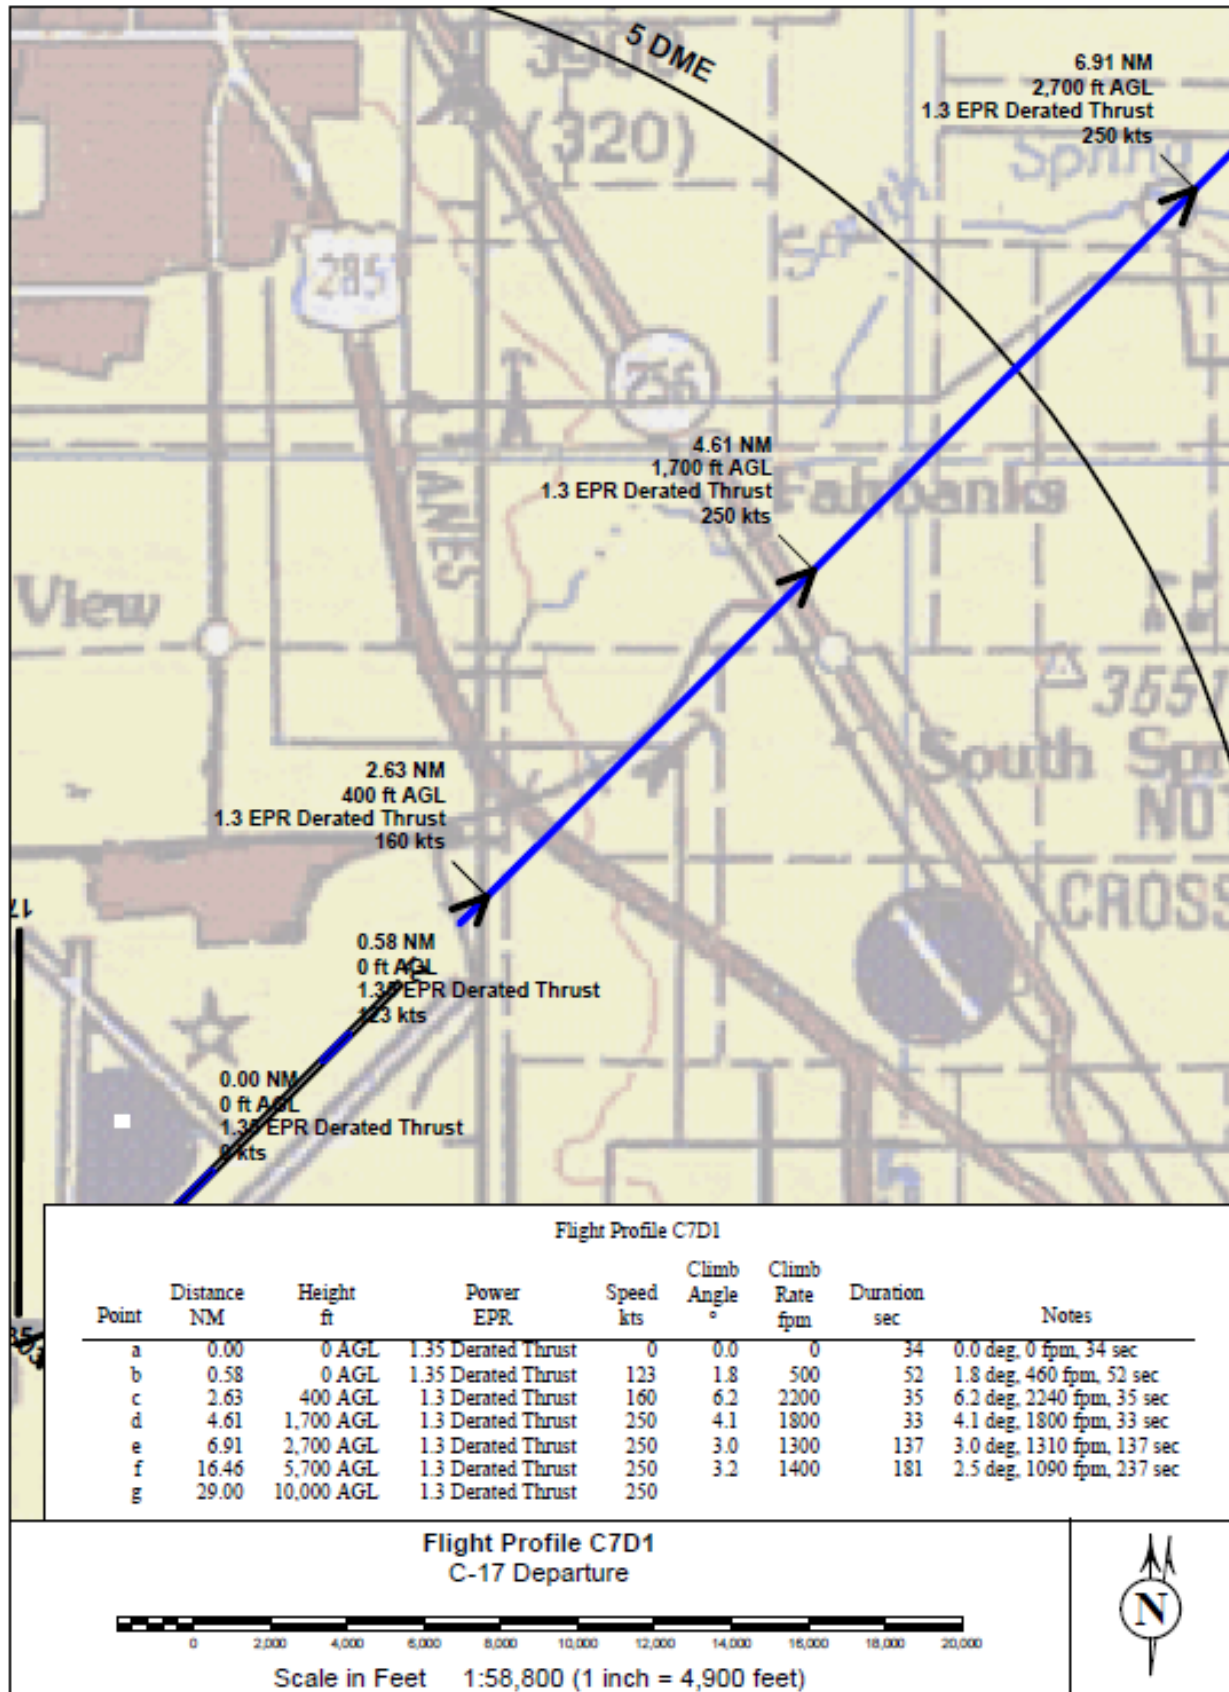 5 DME
390
(320)
6.91 NM
2,700 ft AGL
1.3 EPR Derated Thrust
250 kts
Spring
South
285
256
4.61 NM
1,700 ft AGL
1.3 EPR Derated Thrust
250 kts
Fairbanks
View
3551
South Spr
NOT
CROSS
2.63 NM
400 ft AGL
1.3 EPR Derated Thrust
160 kts
17
0.58 NM
0 ft AGL
1.35 EPR Derated Thrust
123 kts
0.00 NM
0 ft AGL
1.35 EPR Derated Thrust
0 kts
35
03
Flight Profile C7D1
Climb Climb
Distance Height Power Speed Angle Rate Duration
Point NM ft EPR kts ° fpm sec Notes
a 0.00 0 AGL 1.35 Derated Thrust 0 0.0 0 34 0.0 deg, 0 fpm, 34 sec
b 0.58 0 AGL 1.35 Derated Thrust 123 1.8 500 52 1.8 deg, 460 fpm, 52 sec
c 2.63 400 AGL 1.3 Derated Thrust 160 6.2 2200 35 6.2 deg, 2240 fpm, 35 sec
d 4.61 1,700 AGL 1.3 Derated Thrust 250 4.1 1800 33 4.1 deg, 1800 fpm, 33 sec
e 6.91 2,700 AGL 1.3 Derated Thrust 250 3.0 1300 137 3.0 deg, 1310 fpm, 137 sec
f 16.46 5,700 AGL 1.3 Derated Thrust 250 3.2 1400 181 2.5 deg, 1090 fpm, 237 sec
g 29.00 10,000 AGL 1.3 Derated Thrust 250
Flight Profile C7D1
C-17 Departure
0 2,000 4,000 6,000 8,000 10,000 12,000 14,000 16,000 18,000 20,000
Scale in Feet 1:58,800 (1 inch = 4,900 feet)
N